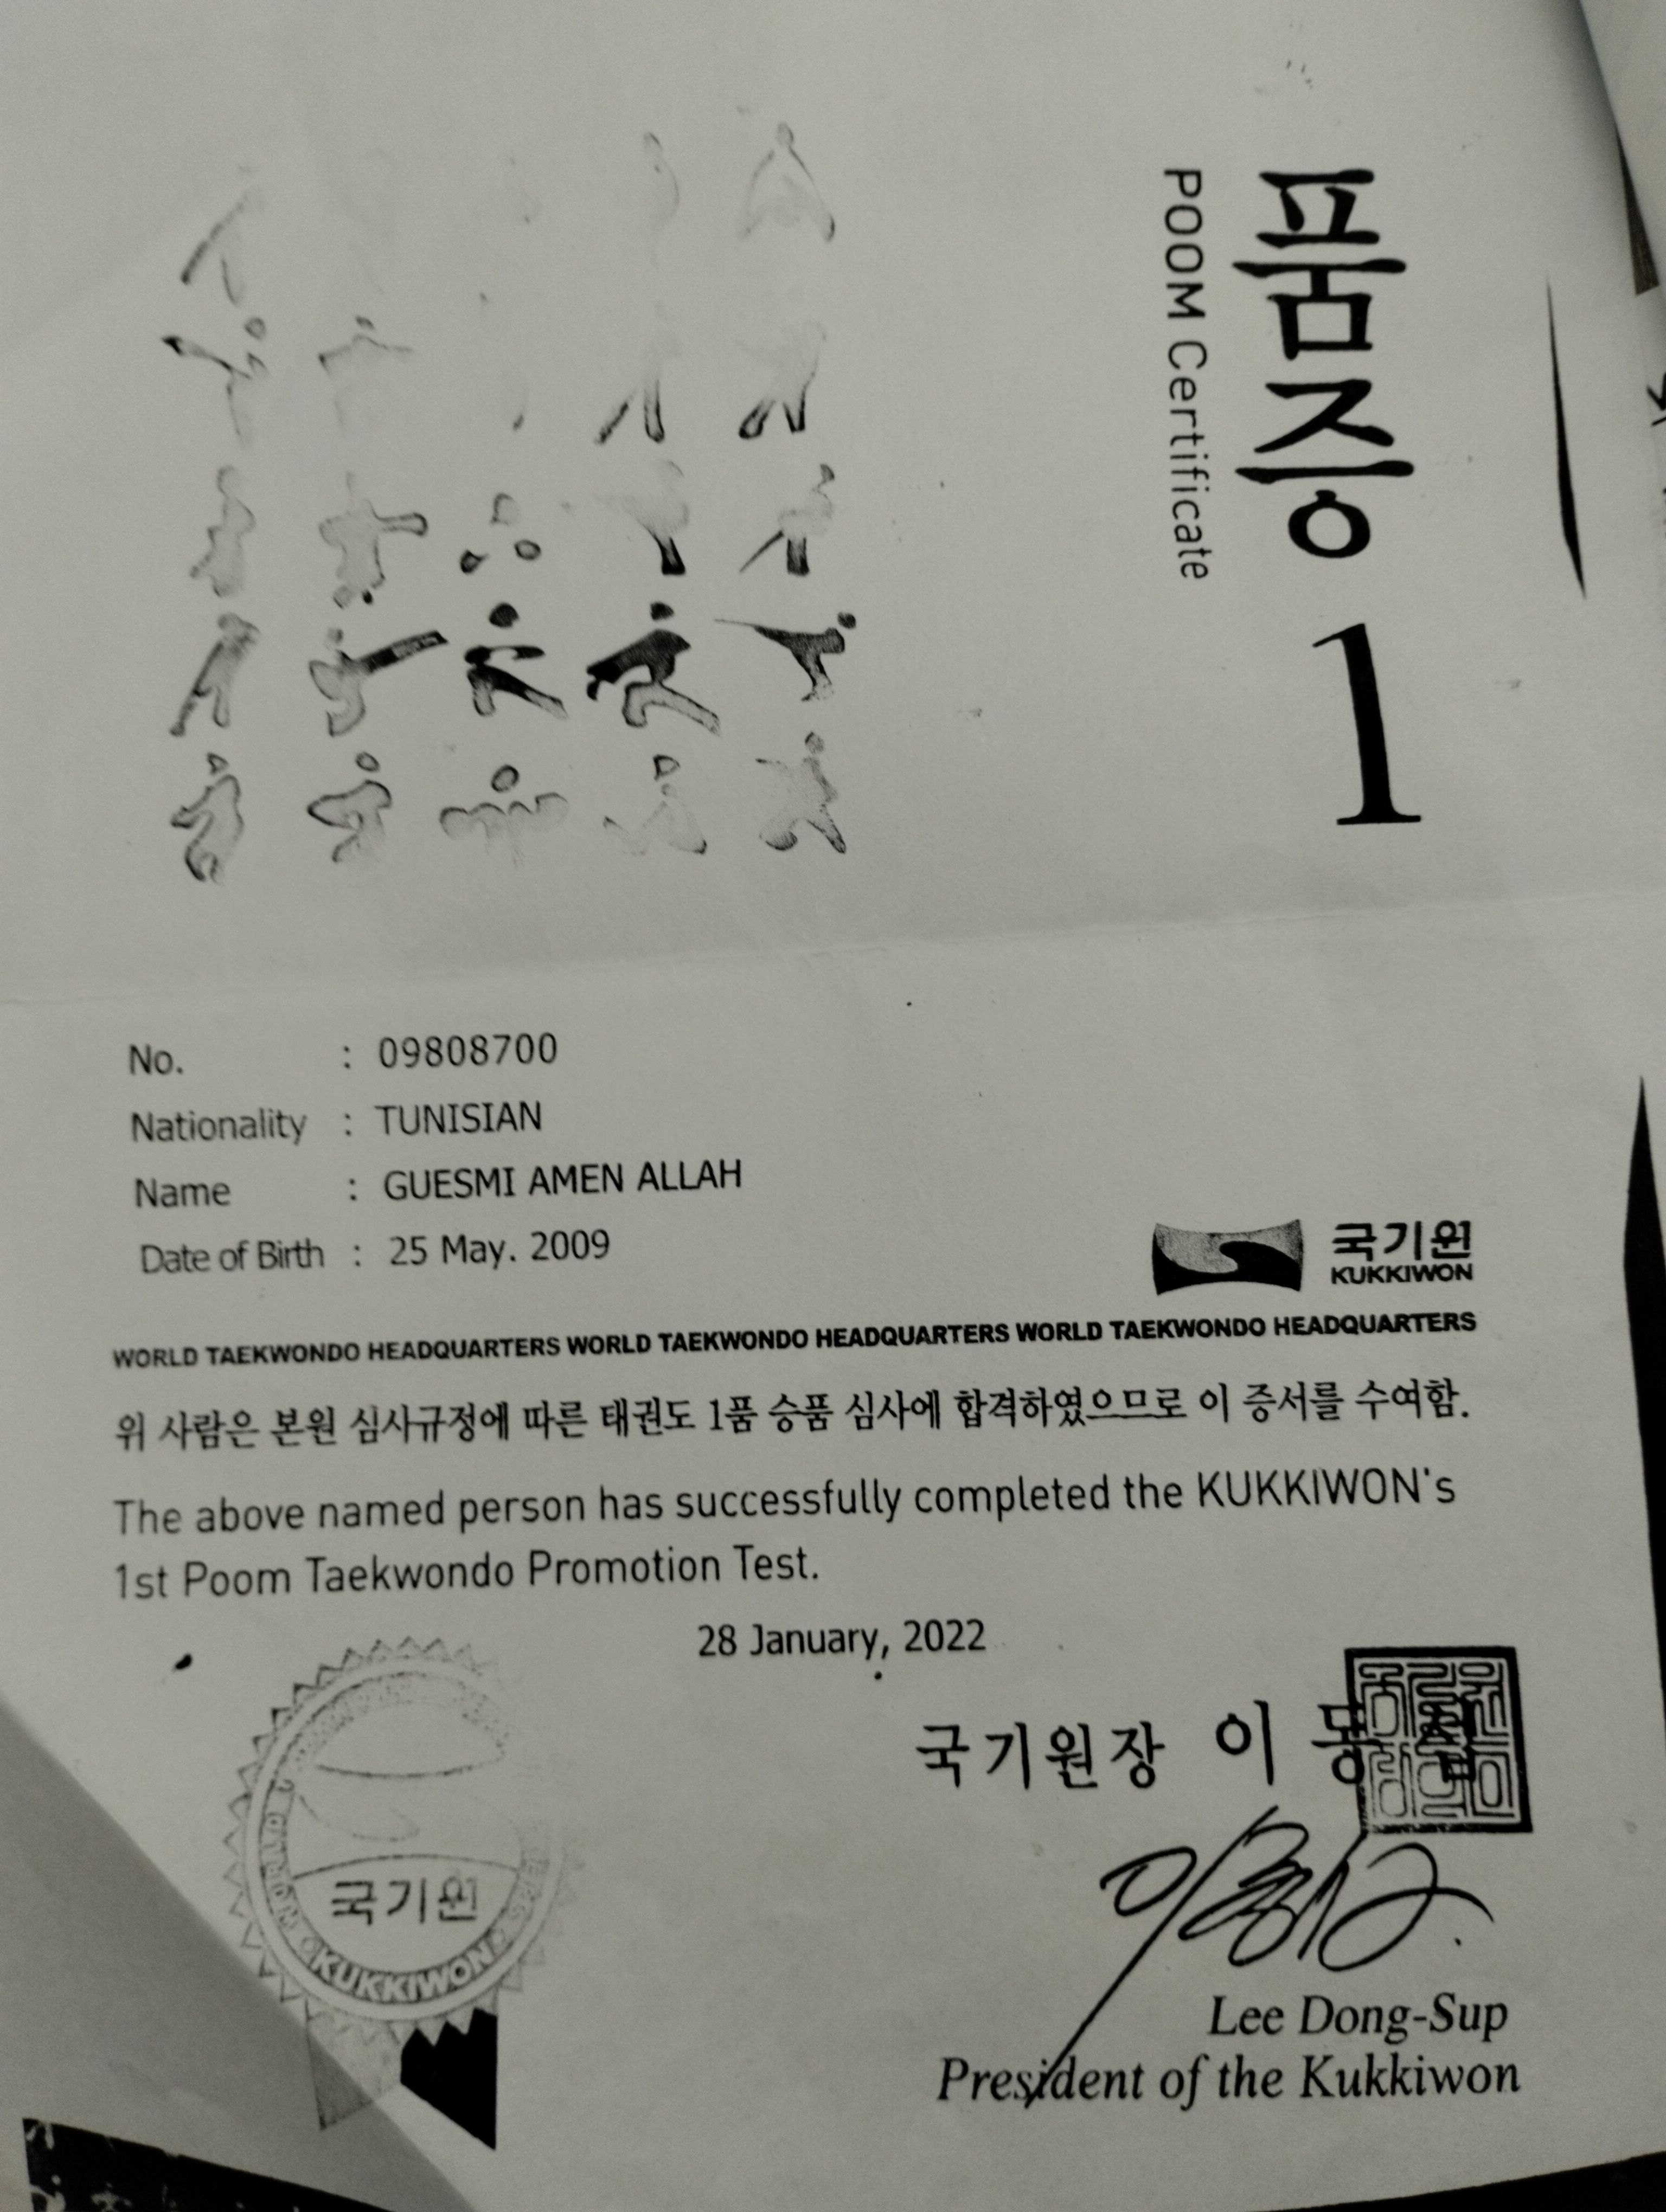 품증 1
POOM Certificate
No. : 09808700
Nationality : TUNISIAN
Name : GUESMI AMEN ALLAH
Date of Birth : 25 May. 2009
국기원
KUKKIWON
WORLD TAEKWONDO HEADQUARTERS WORLD TAEKWONDO HEADQUARTERS WORLD TAEKWONDO HEADQUARTERS
위 사람은 본원 심사규정에 따른 태권도 1품 승품 심사에 합격하였으므로 이 증서를 수여함.
The above named person has successfully completed the KUKKIWON's
1st Poom Taekwondo Promotion Test.
28 January, 2022
국기원장 이 동 섭
국기원
WORLD
KUKKIWON
Lee Dong-Sup
President of the Kukkiwon